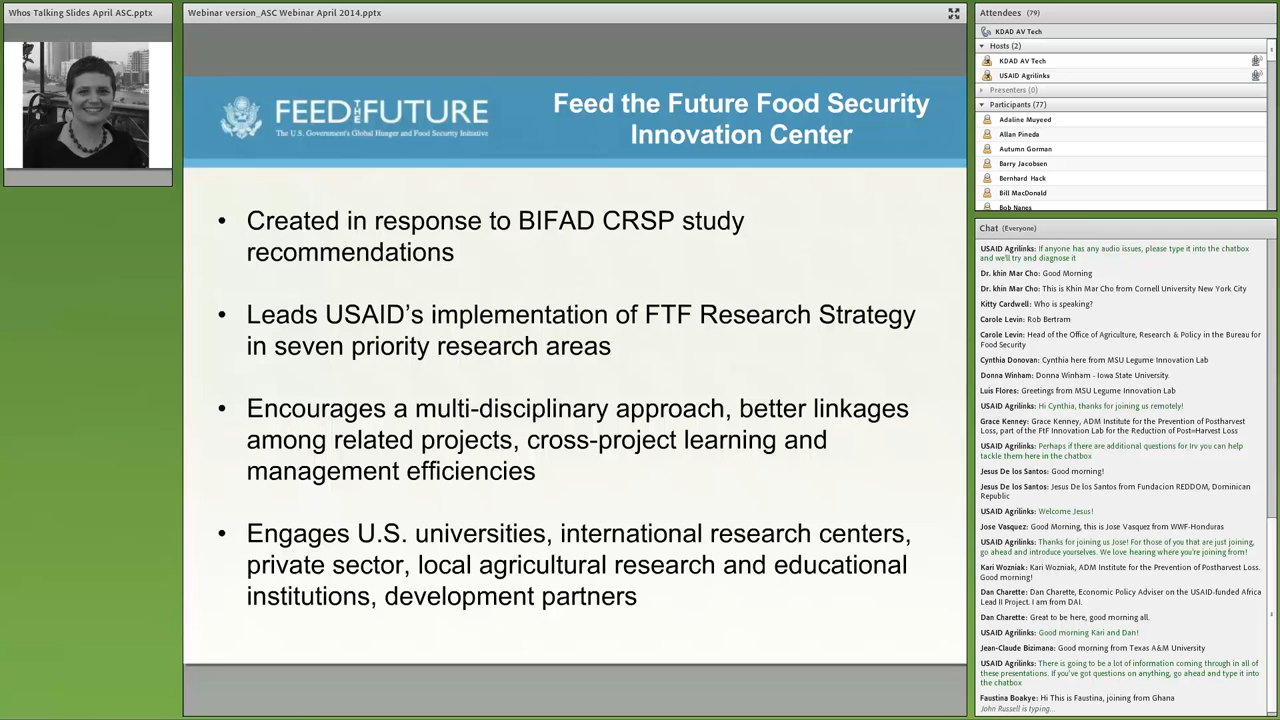 Whos Talking Slides April ASC.pptx
Webinar version_ASC Webinar April 2014.pptx
FEED THE FUTURE
The U.S. Government's Global Hunger and Food Security Initiative
Feed the Future Food Security
Innovation Center
• Created in response to BIFAD CRSP study
recommendations
• Leads USAID's implementation of FTF Research Strategy
in seven priority research areas
• Encourages a multi-disciplinary approach, better linkages
among related projects, cross-project learning and
management efficiencies
• Engages U.S. universities, international research centers,
private sector, local agricultural research and educational
institutions, development partners
Attendees (79)
KDAD AV Tech
Hosts (2)
KDAD AV Tech
USAID Agrilinks
Presenters (0)
Participants (77)
Adaline Muyeed
Allan Pineda
Autumn Gorman
Barry Jacobsen
Bernhard Hack
Bill MacDonald
Bob Nanes
Chat (Everyone)
USAID Agrilinks: If anyone has any audio issues, please type it into the chatbox
and we'll try and diagnose it
Dr. khin Mar Cho: Good Morning
Dr. khin Mar Cho: This is Khin Mar Cho from Cornell University New York City
Kitty Cardwell: Who is speaking?
Carole Levin: Rob Bertram
Carole Levin: Head of the Office of Agriculture, Research & Policy in the Bureau for
Food Security
Cynthia Donovan: Cynthia here from MSU Legume Innovation Lab
Donna Winham: Donna Winham - Iowa State University.
Luis Flores: Greetings from MSU Legume Innovation Lab
USAID Agrilinks: Hi Cynthia, thanks for joining us remotely!
Grace Kenney: Grace Kenney, ADM Institute for the Prevention of Postharvest
Loss, part of the FtF Innovation Lab for the Reduction of Post=Harvest Loss
USAID Agrilinks: Perhaps if there are additional questions for Irv you can help
tackle them here in the chatbox
Jesus De los Santos: Good morning!
Jesus De los Santos: Jesus De los Santos from Fundacion REDDOM, Dominican
Republic
USAID Agrilinks: Welcome Jesus!
Jose Vasquez: Good Morning, this is Jose Vasquez from WWF-Honduras
USAID Agrilinks: Thanks for joining us Jose! For those of you that are just joining,
go ahead and introduce yourselves. We love hearing where you're joining from!
Kari Wozniak: Kari Wozniak, ADM Institute for the Prevention of Postharvest Loss.
Good morning!
Dan Charette: Dan Charette, Economic Policy Adviser on the USAID-funded Africa
Lead II Project. I am from DAI.
Dan Charette: Great to be here, good morning all.
USAID Agrilinks: Good morning Kari and Dan!
Jean-Claude Bizimana: Good morning from Texas A&M University
USAID Agrilinks: There is going to be a lot of information coming through in all of
these presentations. If you've got questions on anything, go ahead and type it into
the chatbox
Faustina Boakye: Hi This is Faustina, joining from Ghana
John Russell is typing...